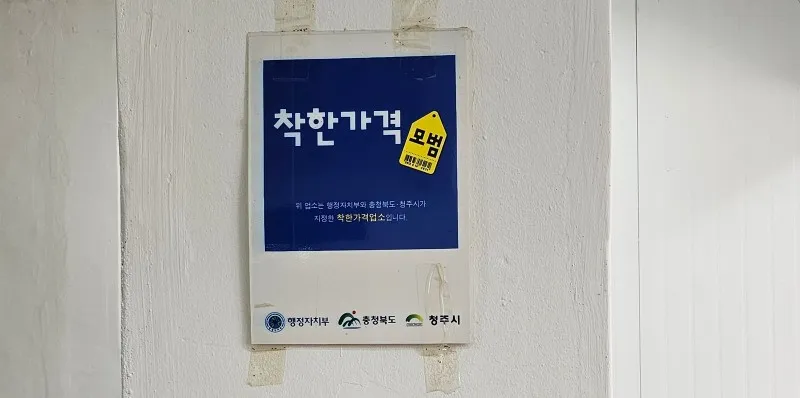 착한가격
모범
위 업소는 행정자치부와 충청북도·청주시가
지정한 착한가격업소입니다.
행정자치부 충청북도 청주시